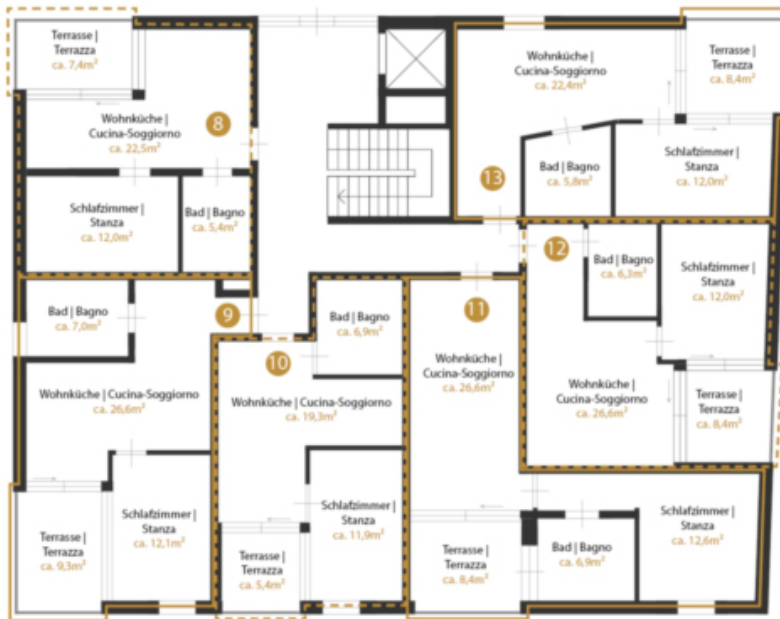 Terrasse |
Terrazza
ca. 7,4m²
Wohnküche |
Cucina-Soggiorno
ca. 22,5m²
8
Schlafzimmer |
Stanza
ca. 12,0m²
Bad | Bagno
ca. 5,4m²
Wohnküche |
Cucina-Soggiorno
ca. 22,4m²
Terrasse |
Terrazza
ca. 8,4m²
13
Bad | Bagno
ca. 5,8m²
Schlafzimmer |
Stanza
ca. 12,0m²
12
Bad | Bagno
ca. 6,3m²
Schlafzimmer |
Stanza
ca. 12,0m²
Wohnküche |
Cucina-Soggiorno
ca. 26,6m²
Terrasse |
Terrazza
ca. 8,4m²
9
Bad | Bagno
ca. 7,0m²
Wohnküche | Cucina-Soggiorno
ca. 26,6m²
Schlafzimmer |
Stanza
ca. 12,1m²
Terrasse |
Terrazza
ca. 9,3m²
10
Bad | Bagno
ca. 6,9m²
Wohnküche | Cucina-Soggiorno
ca. 19,3m²
Schlafzimmer |
Stanza
ca. 11,9m²
Terrasse |
Terrazza
ca. 5,4m²
11
Wohnküche |
Cucina-Soggiorno
ca. 26,6m²
Terrasse |
Terrazza
ca. 8,4m²
Bad | Bagno
ca. 6,9m²
Schlafzimmer |
Stanza
ca. 12,6m²